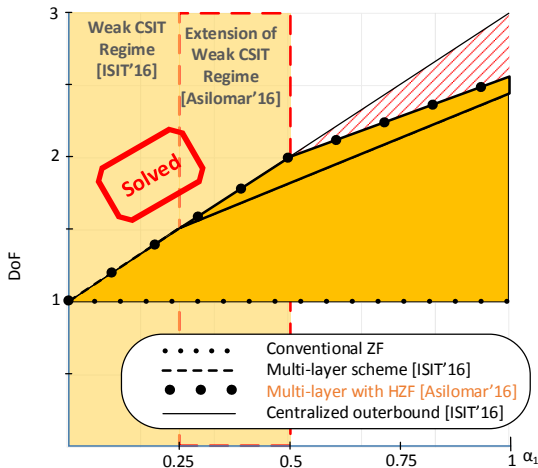 3
Weak CSIT
Regime
[ISIT'16]
Extension of
Weak CSIT
Regime
[Asilomar'16]
2
Solved
DoF
1
Conventional ZF
Multi-layer scheme [ISIT'16]
Multi-layer with HZF [Asilomar'16]
Centralized outerbound [ISIT'16]
0.25
0.5
0.75
1
α₁
0